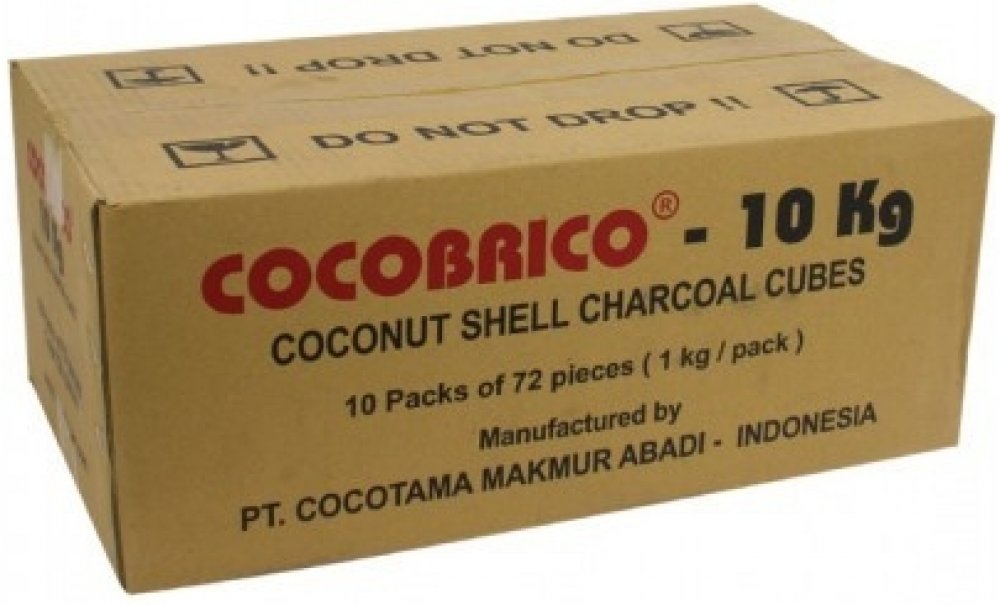 DO NOT DROP !!
DO NOT DROP !!
COCOBRICO® - 10 Kg
COCONUT SHELL CHARCOAL CUBES
10 Packs of 72 pieces ( 1 kg / pack )
Manufactured by
PT. COCOTAMA MAKMUR ABADI - INDONESIA